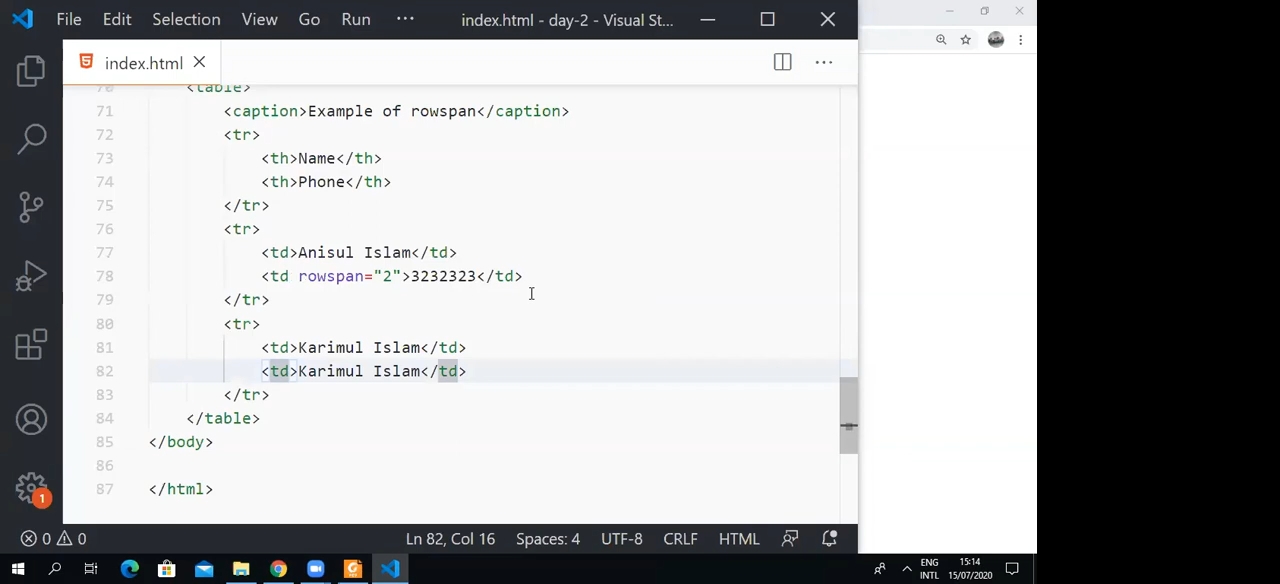 File Edit Selection View Go Run ··· index.html - day-2 - Visual St...
index.html
70 <table>
71 <caption>Example of rowspan</caption>
72 <tr>
73 <th>Name</th>
74 <th>Phone</th>
75 </tr>
76 <tr>
77 <td>Anisul Islam</td>
78 <td rowspan="2">3232323</td>
79 </tr>
80 <tr>
81 <td>Karimul Islam</td>
82 <td>Karimul Islam</td>
83 </tr>
84 </table>
85 </body>
86
87 </html>
1
0 0 Ln 82, Col 16 Spaces: 4 UTF-8 CRLF HTML
ENG 15:14
INTL 15/07/2020